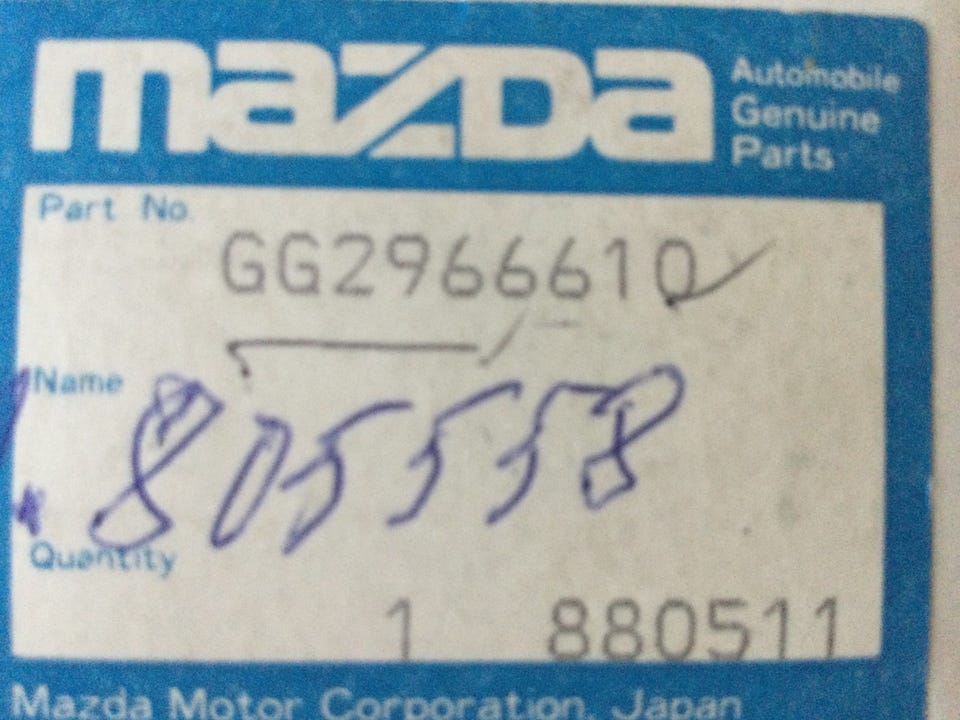 mazda
Automobile
Genuine
Parts
Part No.
GG2966610
Name
805558
Quantity
1 880511
Mazda Motor Corporation, Japan